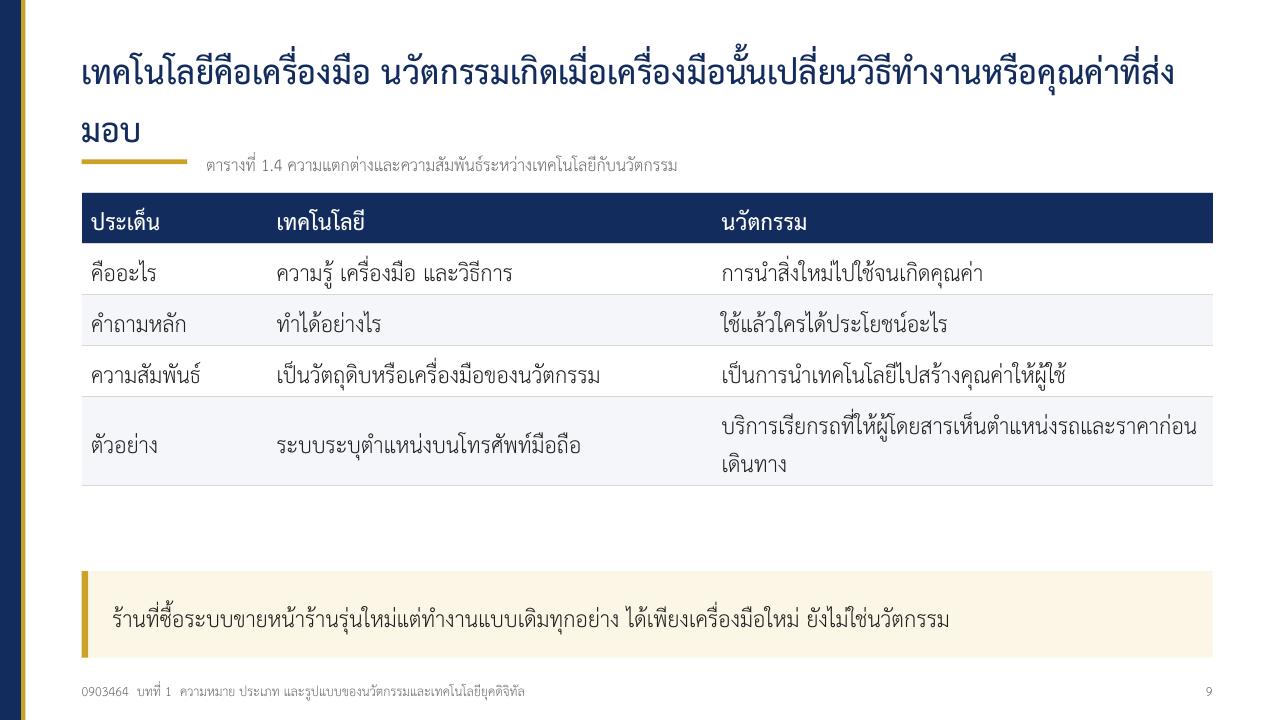 เทคโนโลยีคือเครื่องมือ นวัตกรรมเกิดเมื่อเครื่องมือนั้นเปลี่ยนวิธีทำงานหรือคุณค่าที่ส่ง
มอบ
ตารางที่ 1.4 ความแตกต่างและความสัมพันธ์ระหว่างเทคโนโลยีกับนวัตกรรม
ประเด็น เทคโนโลยี นวัตกรรม
คืออะไร ความรู้ เครื่องมือ และวิธีการ การนำสิ่งใหม่ไปใช้จนเกิดคุณค่า
คำถามหลัก ทำได้อย่างไร ใช้แล้วใครได้ประโยชน์อะไร
ความสัมพันธ์ เป็นวัตถุดิบหรือเครื่องมือของนวัตกรรม เป็นการนำเทคโนโลยีไปสร้างคุณค่าให้ผู้ใช้
ตัวอย่าง ระบบระบุตำแหน่งบนโทรศัพท์มือถือ บริการเรียกรถที่ให้ผู้โดยสารเห็นตำแหน่งรถและราคาก่อน
เดินทาง
ร้านที่ซื้อระบบขายหน้าร้านรุ่นใหม่แต่ทำงานแบบเดิมทุกอย่าง ได้เพียงเครื่องมือใหม่ ยังไม่ใช่นวัตกรรม
0903464 บทที่ 1 ความหมาย ประเภท และรูปแบบของนวัตกรรมและเทคโนโลยียุคดิจิทัล 9